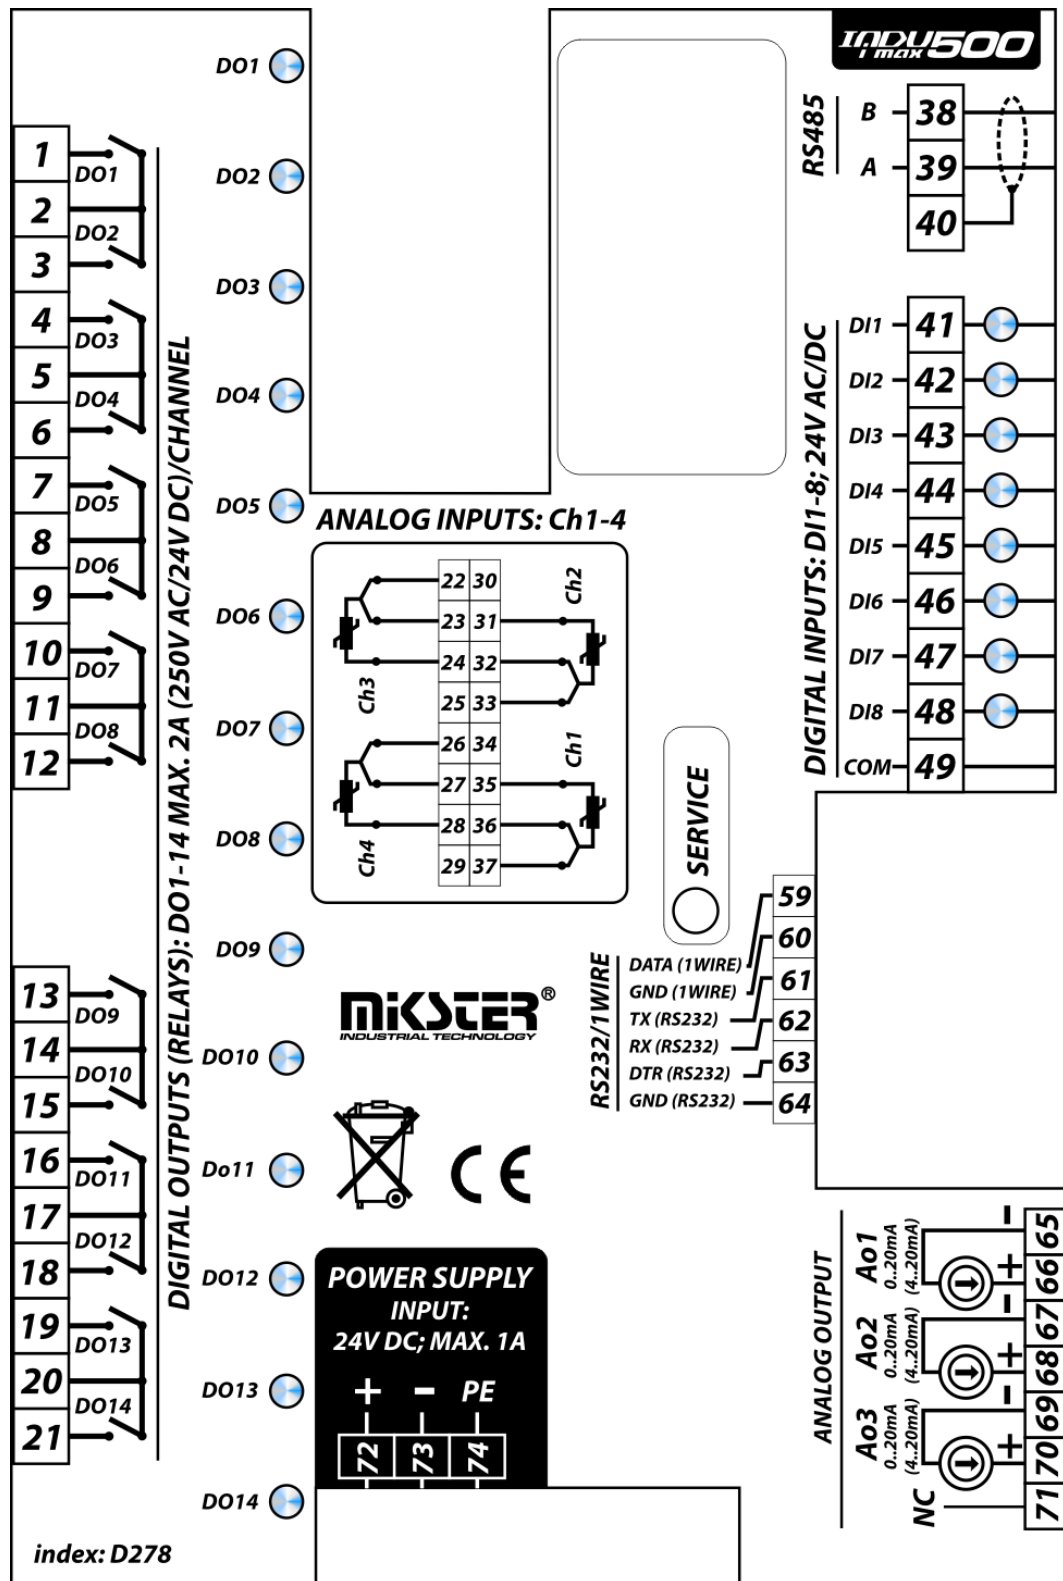 INDU
i max
500
DO1
DO2
DO3
DO4
DO5
DO6
DO7
DO8
DO9
DO10
Do11
DO12
DO13
DO14
1
DO1
2
DO2
3
4
DO3
5
DO4
6
7
DO5
8
DO6
9
10
DO7
11
DO8
12
13
DO9
14
DO10
15
16
DO11
17
DO12
18
19
DO13
20
DO14
21
DIGITAL OUTPUTS (RELAYS): DO1-14 MAX. 2A (250V AC/24V DC)/CHANNEL
index: D278
ANALOG INPUTS: Ch1-4
22 30
23 31
24 32
25 33
26 34
27 35
28 36
29 37
Ch2
Ch3
Ch1
Ch4
MIKSTER®
INDUSTRIAL TECHNOLOGY
CE
POWER SUPPLY
INPUT:
24V DC; MAX. 1A
+ - PE
72 73 74
SERVICE
RS485
B 38
A 39
40
DIGITAL INPUTS: DI1-8; 24V AC/DC
DI1 41
DI2 42
DI3 43
DI4 44
DI5 45
DI6 46
DI7 47
DI8 48
COM 49
RS232/1WIRE
DATA (1WIRE)
GND (1WIRE)
TX (RS232)
RX (RS232)
DTR (RS232)
GND (RS232)
59
60
61
62
63
64
ANALOG OUTPUT
Ao1
0..20mA
(4..20mA)
- 65
+ 66
Ao2
0..20mA
(4..20mA)
- 67
+ 68
Ao3
0..20mA
(4..20mA)
- 69
+ 70
NC 71